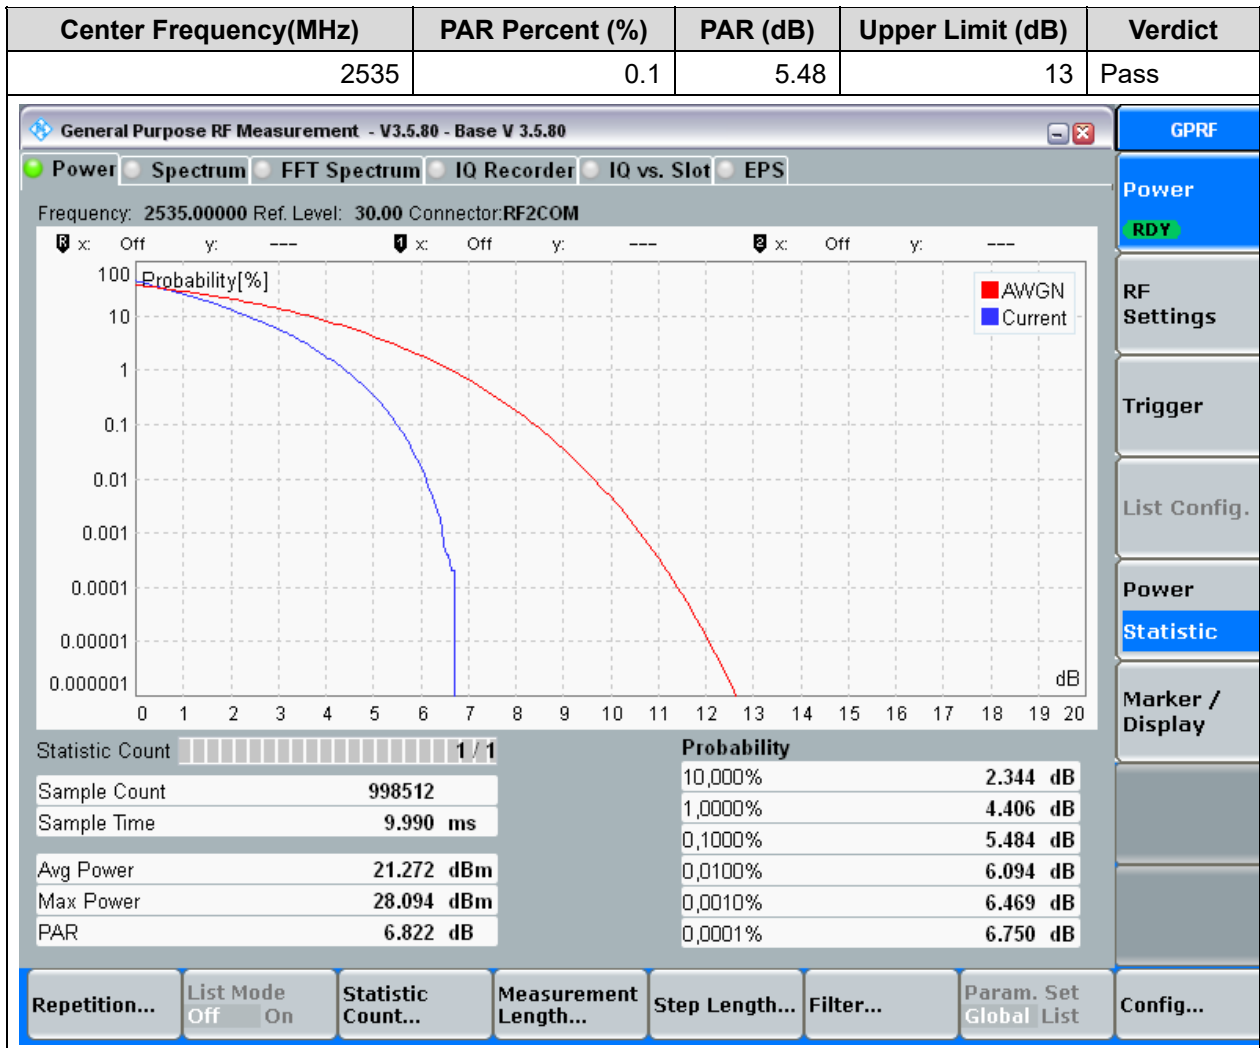 Center Frequency(MHz) PAR Percent (%) PAR (dB) Upper Limit (dB) Verdict
2535 0.1 5.48 13 Pass
General Purpose RF Measurement - V3.5.80 - Base V 3.5.80
GPRF
Power Spectrum FFT Spectrum IQ Recorder IQ vs. Slot EPS
Frequency: 2535.00000 Ref. Level: 30.00 Connector:RF2COM
R x: Off y: --- 1 x: Off y: --- 2 x: Off y: ---
Probability[%]
AWGN
Current
100
10
1
0.1
0.01
0.001
0.0001
0.00001
0.000001
dB
0 1 2 3 4 5 6 7 8 9 10 11 12 13 14 15 16 17 18 19 20
Statistic Count 1 / 1
Sample Count 998512
Sample Time 9.990 ms
Avg Power 21.272 dBm
Max Power 28.094 dBm
PAR 6.822 dB
Probability
10,000% 2.344 dB
1,0000% 4.406 dB
0,1000% 5.484 dB
0,0100% 6.094 dB
0,0010% 6.469 dB
0,0001% 6.750 dB
Power
RDY
RF
Settings
Trigger
List Config.
Power
Statistic
Marker /
Display
Repetition...
List Mode
Off On
Statistic
Count...
Measurement
Length...
Step Length...
Filter...
Param. Set
Global List
Config...